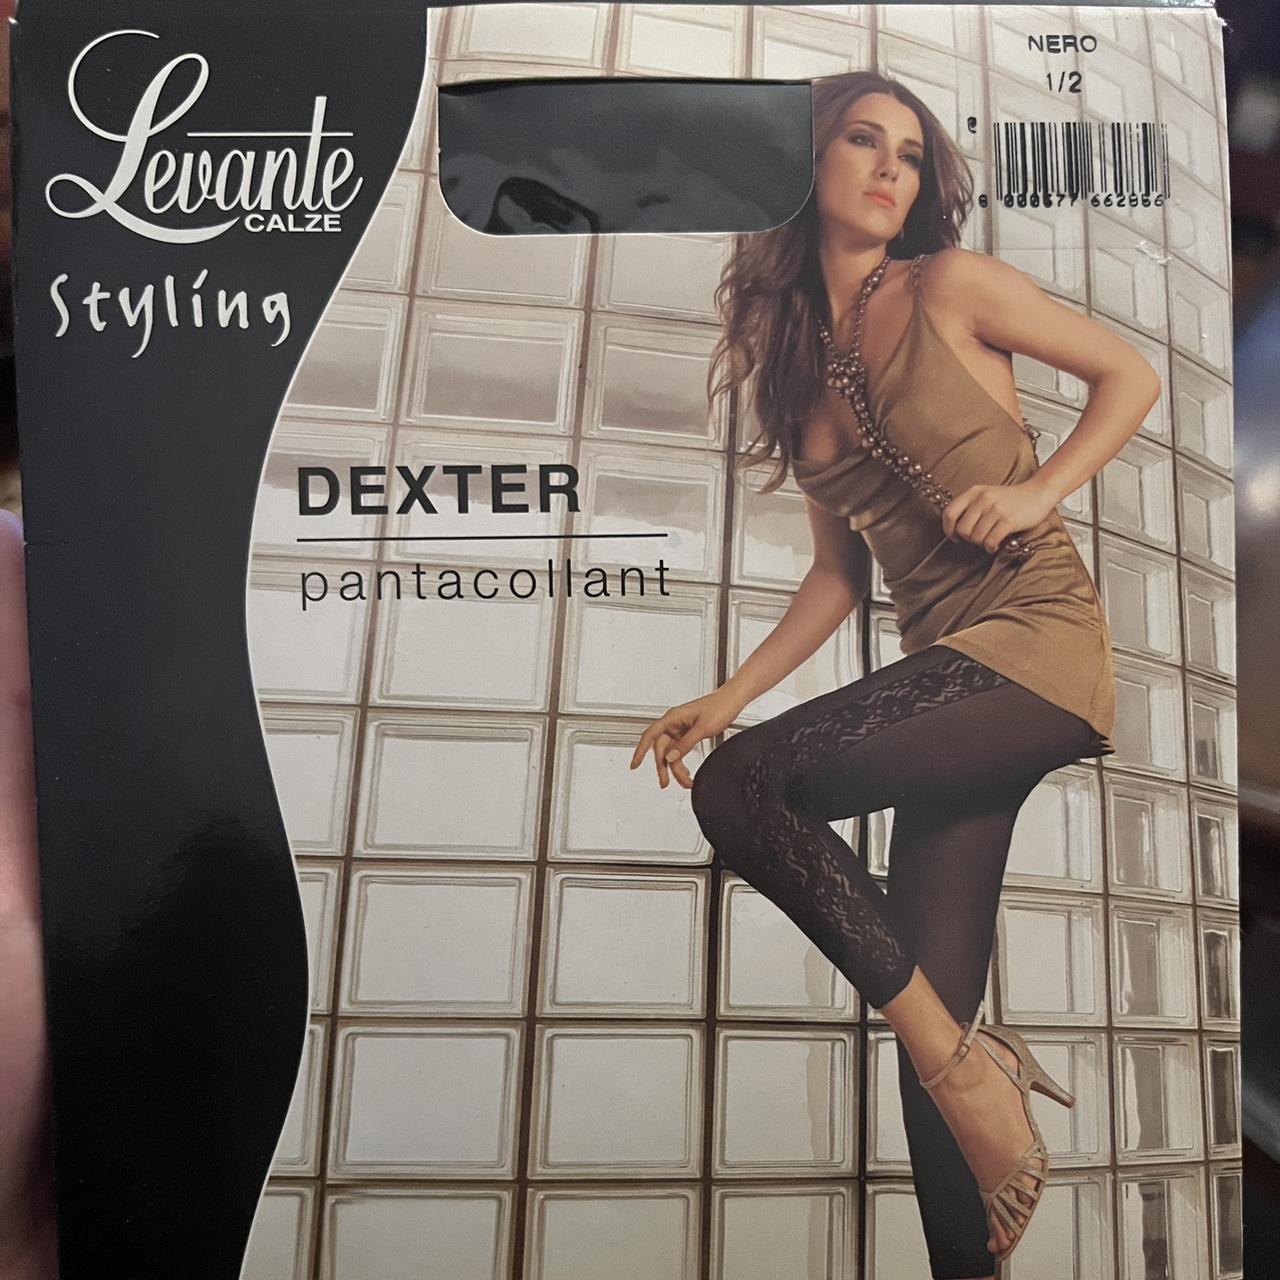 Levante
CALZE
Styling
NERO
1/2
DEXTER
pantacollant